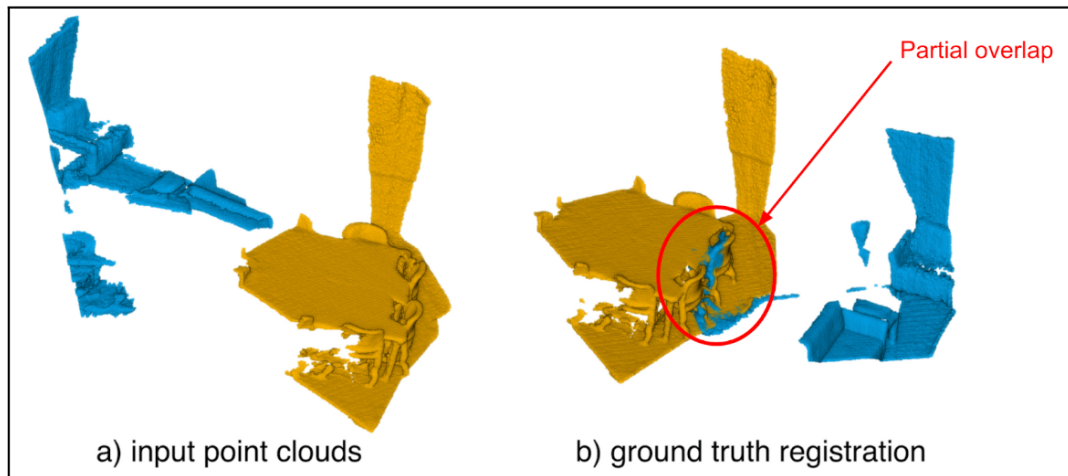 Partial overlap
a) input point clouds
b) ground truth registration